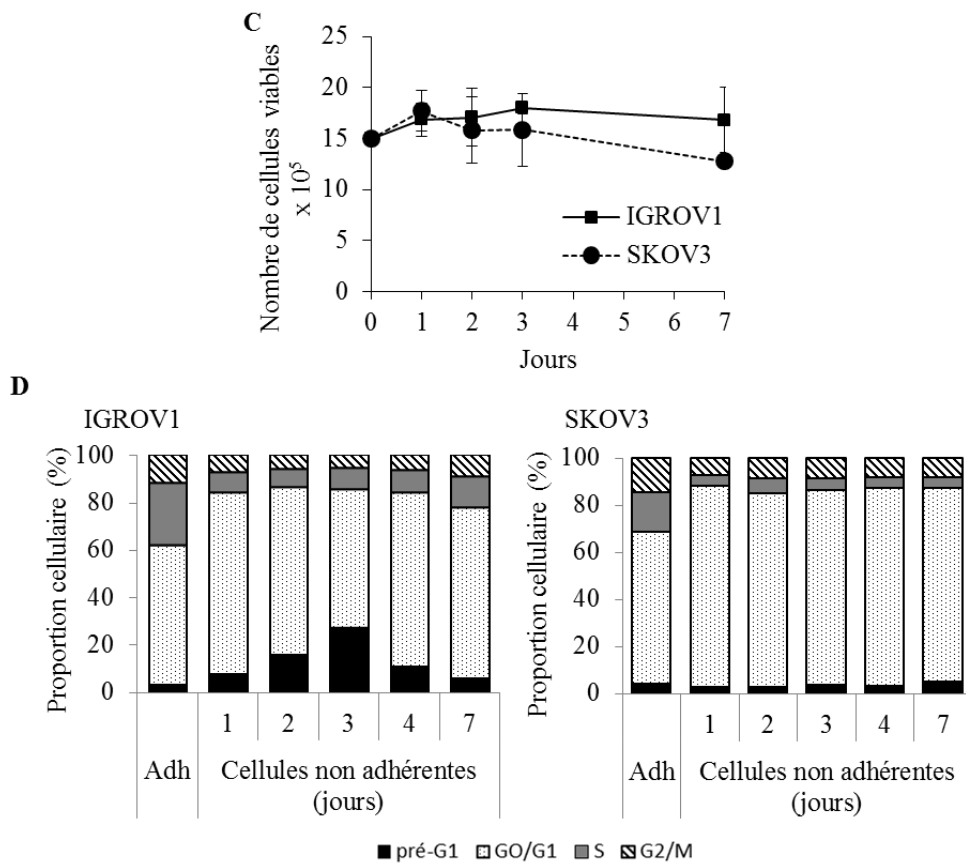 C
Nombre de cellules viables
x 10⁵
25
20
15
10
5
0
IGROV1
SKOV3
0 1 2 3 4 5 6 7
Jours
D
IGROV1
Proportion cellulaire (%)
100
80
60
40
20
0
1 2 3 4 7
Adh
Cellules non adhérentes
(jours)
SKOV3
Proportion cellulaire (%)
100
80
60
40
20
0
1 2 3 4 7
Adh
Cellules non adhérentes
(jours)
pré-G1 GO/G1 S G2/M